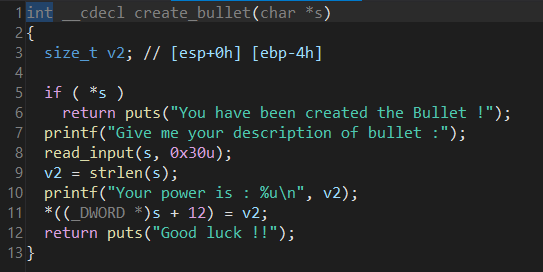 1 int __cdecl create_bullet(char *s)
2 {
3   size_t v2; // [esp+0h] [ebp-4h]
4
5   if ( *s )
6     return puts("You have been created the Bullet !");
7   printf("Give me your description of bullet :");
8   read_input(s, 0x30u);
9   v2 = strlen(s);
10   printf("Your power is : %u\n", v2);
11   *((_DWORD *)s + 12) = v2;
12   return puts("Good luck !!");
13 }